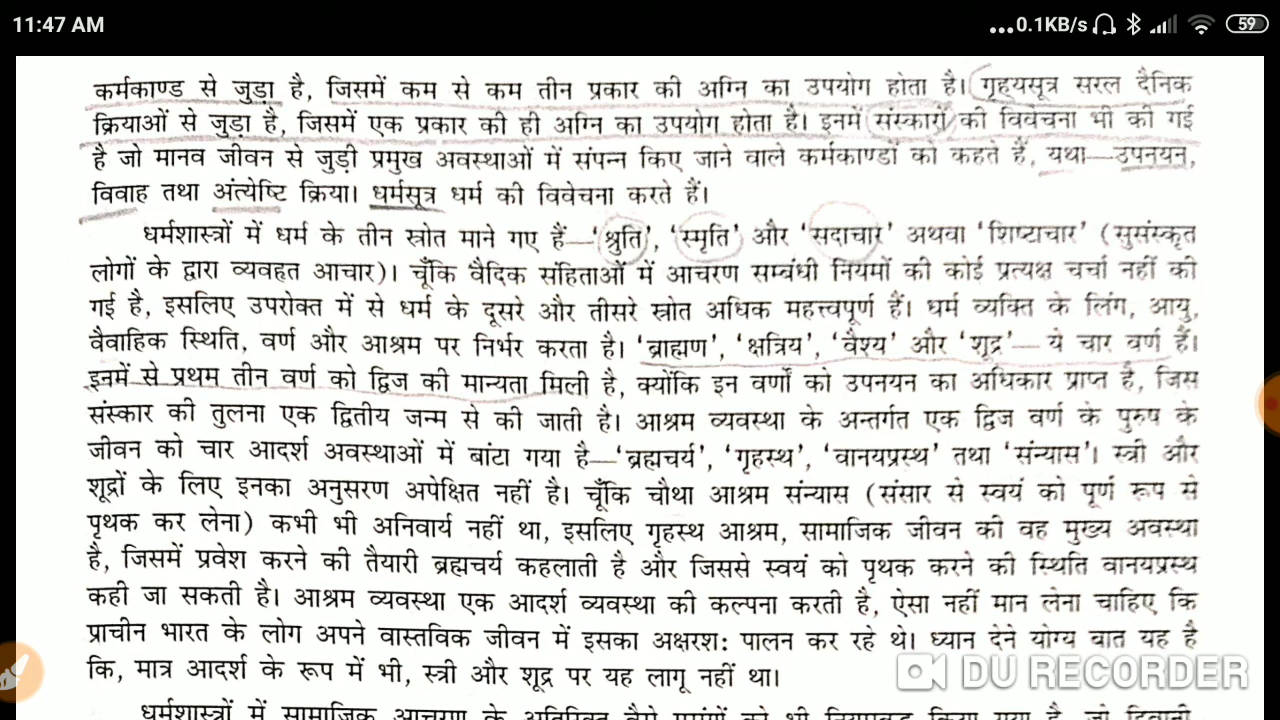 11:47 AM ...0.1KB/s 59
कर्मकाण्ड से जुड़ा है, जिसमें कम से कम तीन प्रकार की अग्नि का उपयोग होता है। गृहयसूत्र सरल दैनिक
क्रियाओं से जुड़ा है, जिसमें एक प्रकार की ही अग्नि का उपयोग होता है। इनमें संस्कारों की विवेचना भी की गई
है जो मानव जीवन से जुड़ी प्रमुख अवस्थाओं में संपन्न किए जाने वाले कर्मकाण्डों को कहते हैं, यथा—उपनयन,
विवाह तथा अंत्येष्टि क्रिया। धर्मसूत्र धर्म की विवेचना करते हैं।
धर्मशास्त्रों में धर्म के तीन स्रोत माने गए हैं—‘श्रुति’, ‘स्मृति’ और ‘सदाचार’ अथवा ‘शिष्टाचार’ (सुसंस्कृत
लोगों के द्वारा व्यवहत आचार)। चूँकि वैदिक संहिताओं में आचरण सम्बंधी नियमों की कोई प्रत्यक्ष चर्चा नहीं की
गई है, इसलिए उपरोक्त में से धर्म के दूसरे और तीसरे स्रोत अधिक महत्त्वपूर्ण हैं। धर्म व्यक्ति के लिंग, आयु,
वैवाहिक स्थिति, वर्ण और आश्रम पर निर्भर करता है। ‘ब्राह्मण’, ‘क्षत्रिय’, ‘वैश्य’ और ‘शूद्र’— ये चार वर्ण हैं।
इनमें से प्रथम तीन वर्ण को द्विज की मान्यता मिली है, क्योंकि इन वर्णों को उपनयन का अधिकार प्राप्त है, जिस
संस्कार की तुलना एक द्वितीय जन्म से की जाती है। आश्रम व्यवस्था के अन्तर्गत एक द्विज वर्ण के पुरुष के
जीवन को चार आदर्श अवस्थाओं में बांटा गया है—‘ब्रह्मचर्य’, ‘गृहस्थ’, ‘वानयप्रस्थ’ तथा ‘संन्यास’। स्त्री और
शूद्रों के लिए इनका अनुसरण अपेक्षित नहीं है। चूँकि चौथा आश्रम संन्यास (संसार से स्वयं को पूर्ण रूप से
पृथक कर लेना) कभी भी अनिवार्य नहीं था, इसलिए गृहस्थ आश्रम, सामाजिक जीवन की वह मुख्य अवस्था
है, जिसमें प्रवेश करने की तैयारी ब्रह्मचर्य कहलाती है और जिससे स्वयं को पृथक करने की स्थिति वानयप्रस्थ
कही जा सकती है। आश्रम व्यवस्था एक आदर्श व्यवस्था की कल्पना करती है, ऐसा नहीं मान लेना चाहिए कि
प्राचीन भारत के लोग अपने वास्तविक जीवन में इसका अक्षरश: पालन कर रहे थे। ध्यान देने योग्य बात यह है
कि, मात्र आदर्श के रूप में भी, स्त्री और शूद्र पर यह लागू नहीं था।
DU RECORDER
धर्मशास्त्रों में सामाजिक आचरण के अतिरिक्त